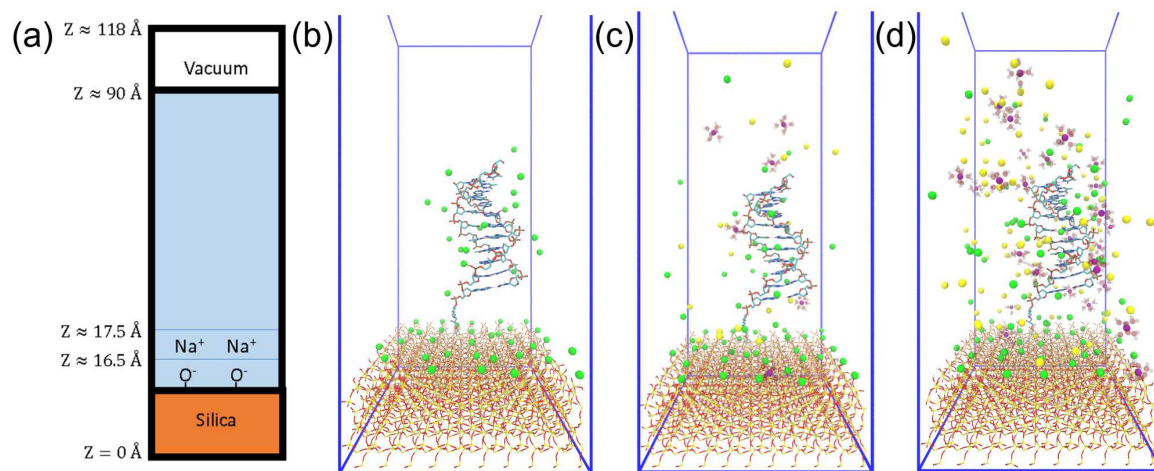 (a)
Z ≈ 118 Å
Vacuum
Z ≈ 90 Å
Z ≈ 17.5 Å
Na⁺ Na⁺
Z ≈ 16.5 Å
O⁻ O⁻
Silica
Z = 0 Å
(b)
(c)
(d)